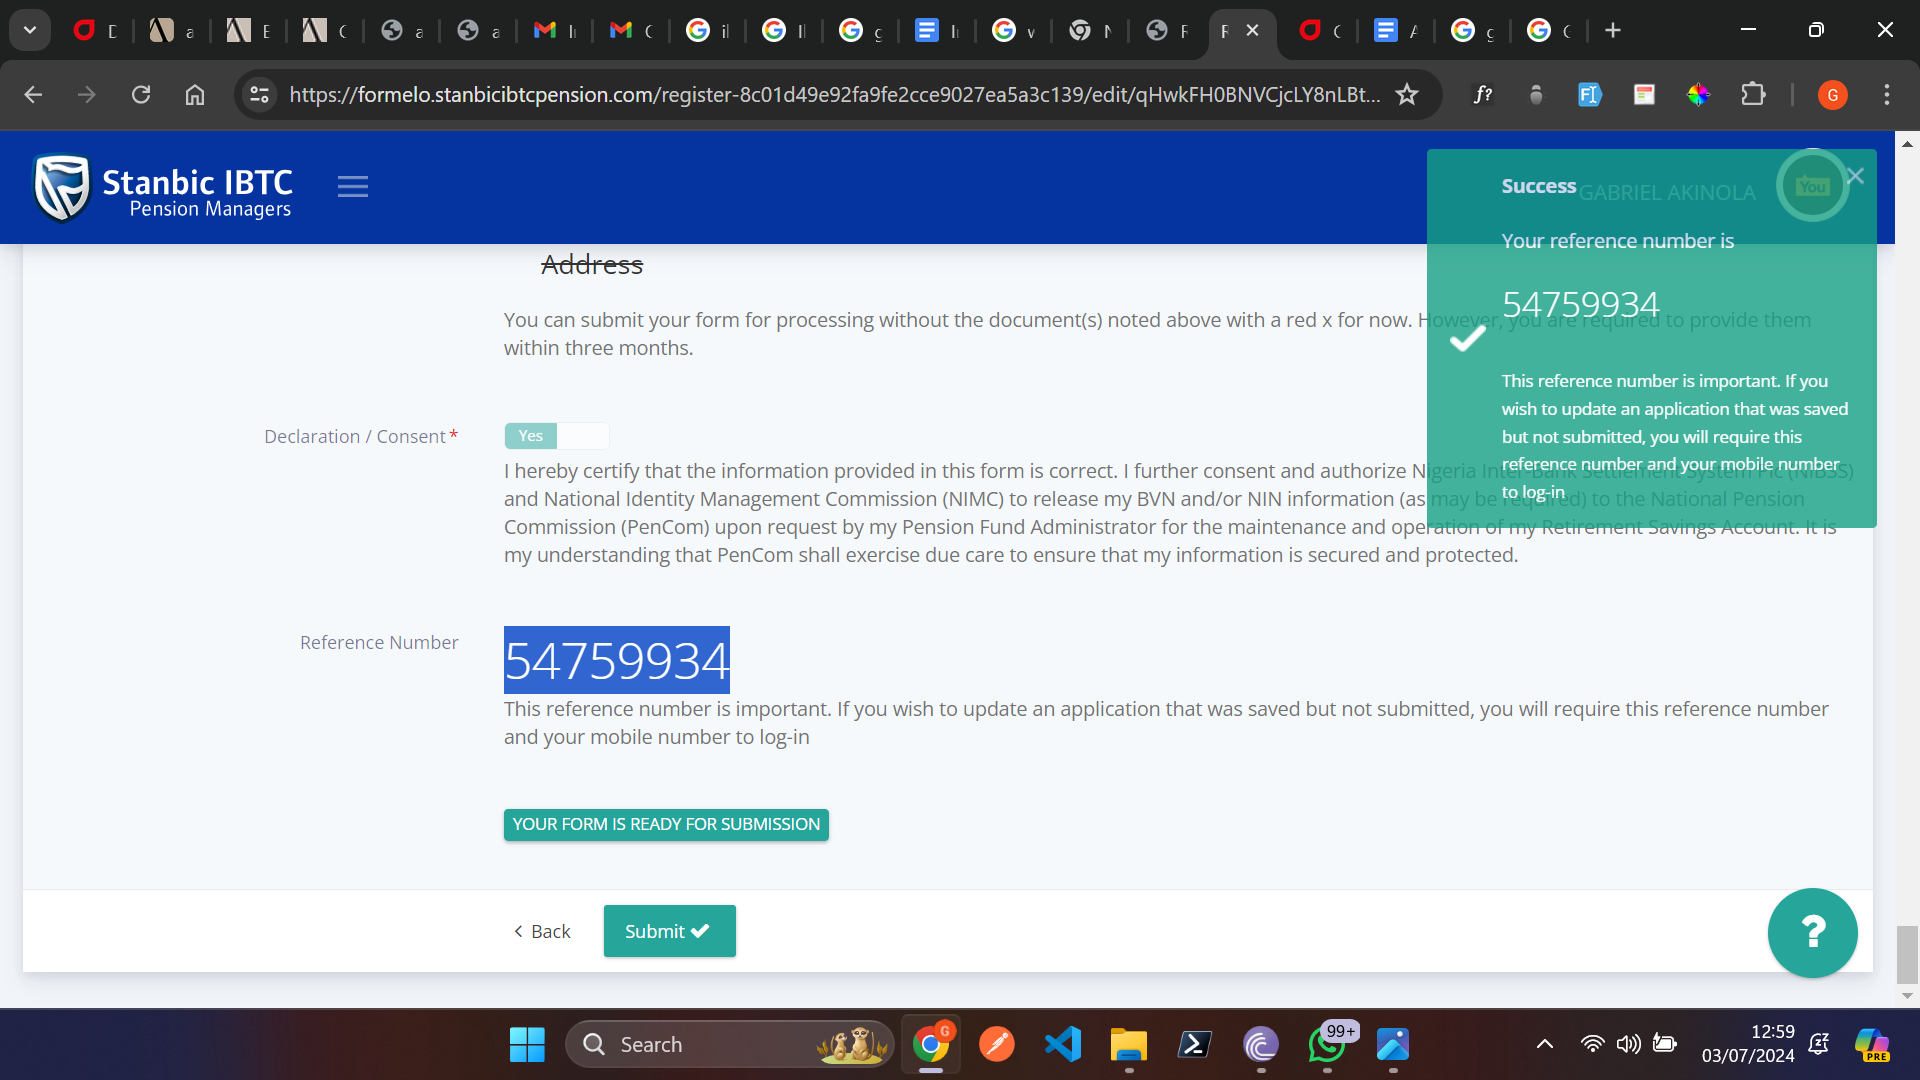 https://formelo.stanbicibtcpension.com/register-8c01d49e92fa9fe2cce9027ea5a3c139/edit/qHwkFH0BNVCjcLY8nLBt...
G
Stanbic IBTC
Pension Managers
GABRIEL AKINOLA
You
Success
Your reference number is
54759934
This reference number is important. If you
wish to update an application that was saved
but not submitted, you will require this
reference number and your mobile number
to log-in
Address
You can submit your form for processing without the document(s) noted above with a red x for now. However, you are required to provide them
within three months.
Declaration / Consent *
Yes
I hereby certify that the information provided in this form is correct. I further consent and authorize Nigeria Inter-Bank Settlement System Plc (NIBSS)
and National Identity Management Commission (NIMC) to release my BVN and/or NIN information (as may be required) to the National Pension
Commission (PenCom) upon request by my Pension Fund Administrator for the maintenance and operation of my Retirement Savings Account. It is
my understanding that PenCom shall exercise due care to ensure that my information is secured and protected.
Reference Number
54759934
This reference number is important. If you wish to update an application that was saved but not submitted, you will require this reference number
and your mobile number to log-in
YOUR FORM IS READY FOR SUBMISSION
Back
Submit
?
Search
G
99+
12:59
03/07/2024
PRE